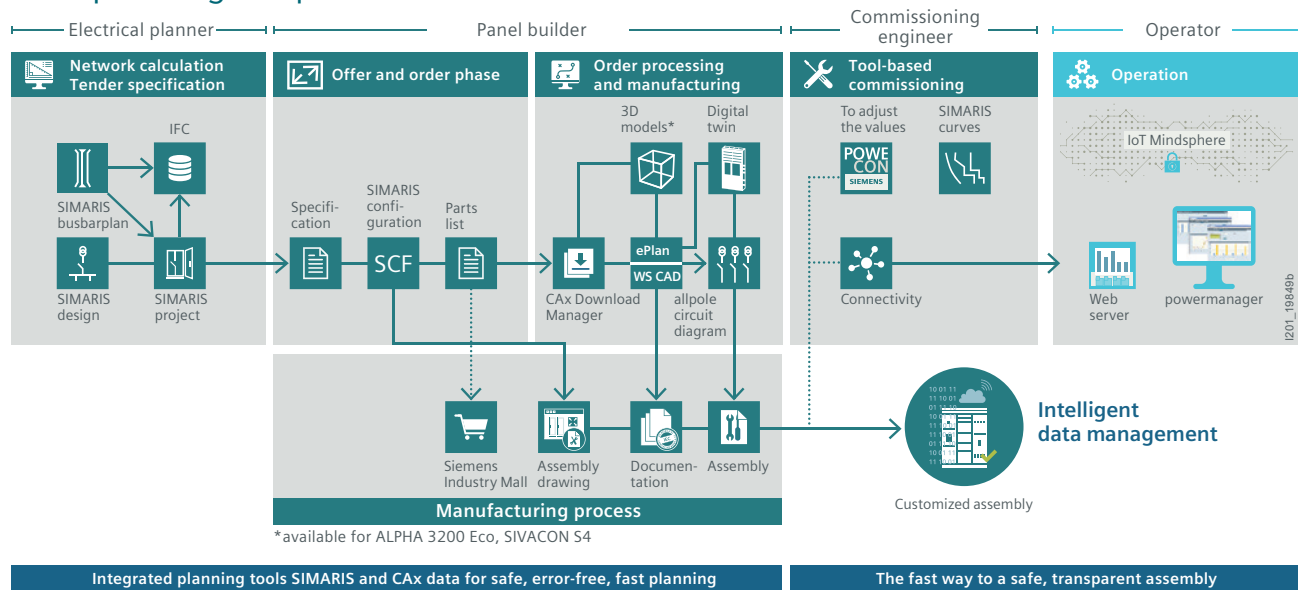 Electrical planner
Panel builder
Commissioning
engineer
Operator
Network calculation
Tender specification
Offer and order phase
Order processing
and manufacturing
Tool-based
commissioning
Operation
IFC
SIMARIS
busbarplan
SIMARIS
design
SIMARIS
project
Specifi-
cation
SIMARIS
confi-
guration
SCF
Parts
list
3D
models*
Digital
twin
CAx Download
Manager
ePlan
WS CAD
allpole
circuit
diagram
To adjust
the values
POWE
CON
SIEMENS
SIMARIS
curves
Connectivity
IoT Mindsphere
Web
server
powermanager
I201_19849b
Siemens
Industry Mall
Assembly
drawing
Documen-
tation
Assembly
Manufacturing process
*available for ALPHA 3200 Eco, SIVACON S4
Customized assembly
Intelligent
data management
Integrated planning tools SIMARIS and CAx data for safe, error-free, fast planning
The fast way to a safe, transparent assembly